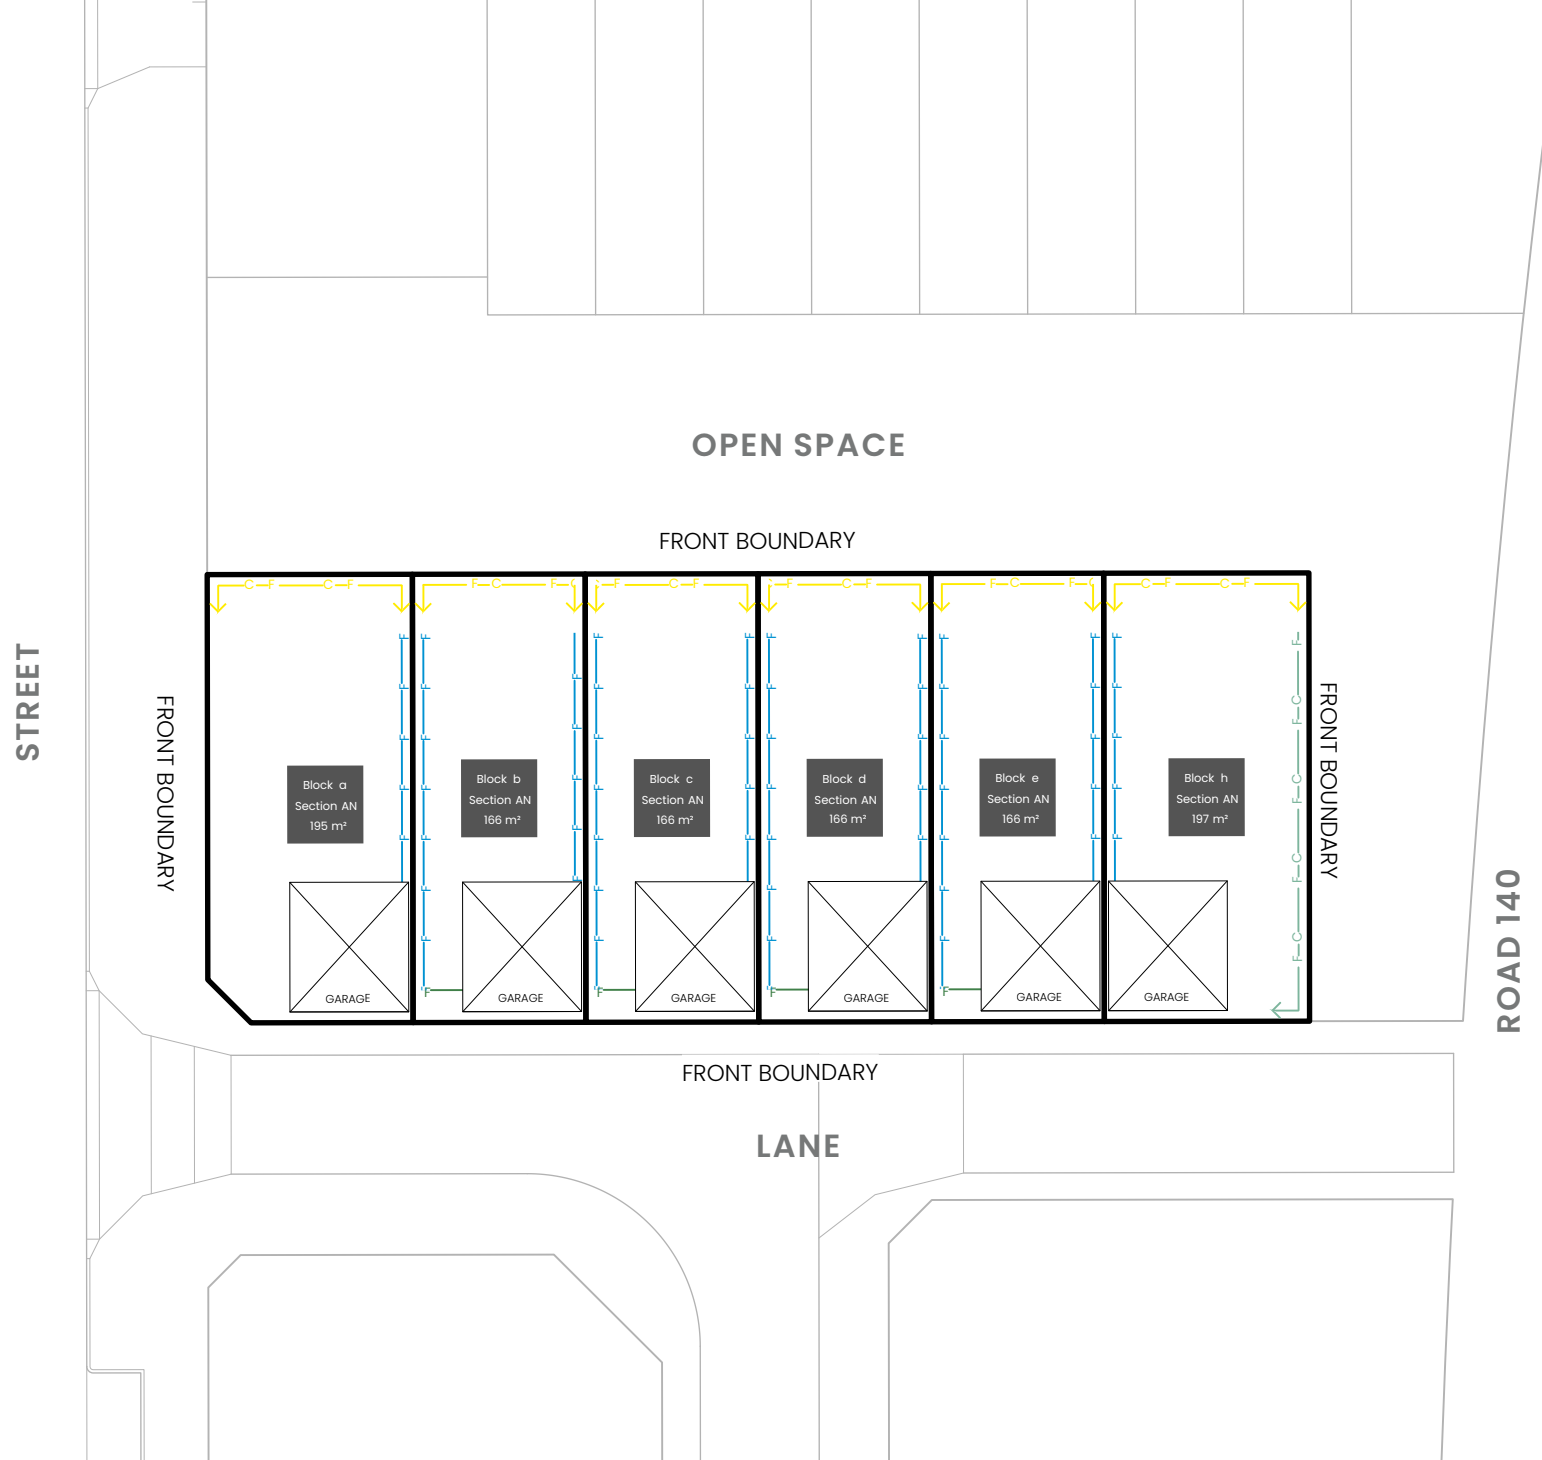 OPEN SPACE
FRONT BOUNDARY
C F C F
F C F C
F C F
F C F
F C F C
C F C F
STREET
FRONT BOUNDARY
FRONT BOUNDARY
ROAD 140
Block a
Section AN
195 m²
Block b
Section AN
166 m²
Block c
Section AN
166 m²
Block d
Section AN
166 m²
Block e
Section AN
166 m²
Block h
Section AN
197 m²
GARAGE
GARAGE
GARAGE
GARAGE
GARAGE
GARAGE
FRONT BOUNDARY
LANE